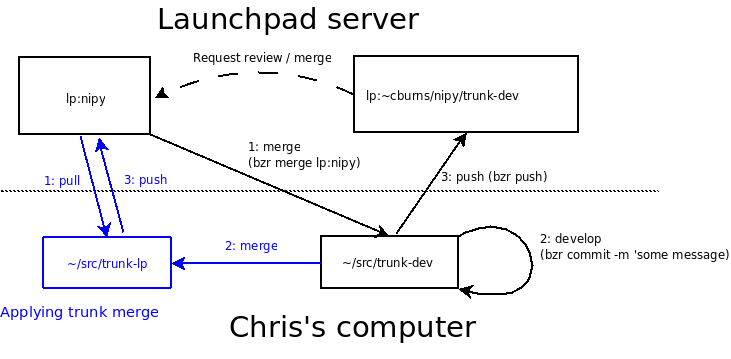 Launchpad server
Request review / merge
lp:nipy
lp:~cburns/nipy/trunk-dev
1: merge
(bzr merge lp:nipy)
1: pull
3: push
3: push (bzr push)
2: merge
2: develop
(bzr commit -m 'some message)
~/src/trunk-lp
~/src/trunk-dev
Applying trunk merge
Chris's computer